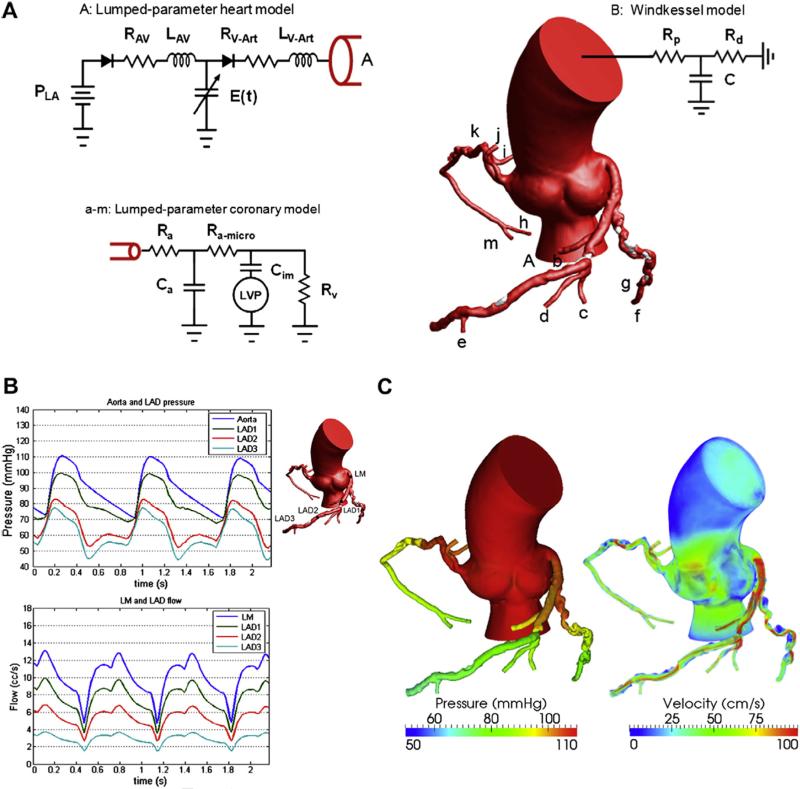 A
A: Lumped-parameter heart model
R_AV L_AV R_V-Art L_V-Art
A
P_LA
E(t)
B: Windkessel model
R_p R_d
C
a-m: Lumped-parameter coronary model
R_a R_a-micro
C_a
C_im
LVP
R_v
k j
i
h
m
A b
g
f
d c
e
B
Aorta and LAD pressure
Pressure (mmHg)
140
130
120
110
100
90
80
70
60
50
40
Aorta
LAD1
LAD2
LAD3
0 0.2 0.4 0.6 0.8 1 1.2 1.4 1.6 1.8 2
time (s)
LM
LAD2
LAD1
LAD3
LM and LAD flow
Flow (cc/s)
18
16
14
12
10
8
6
4
2
0
LM
LAD1
LAD2
LAD3
0 0.2 0.4 0.6 0.8 1 1.2 1.4 1.6 1.8 2
time (s)
C
Pressure (mmHg)
60 80 100
50 110
Velocity (cm/s)
25 50 75
0 100